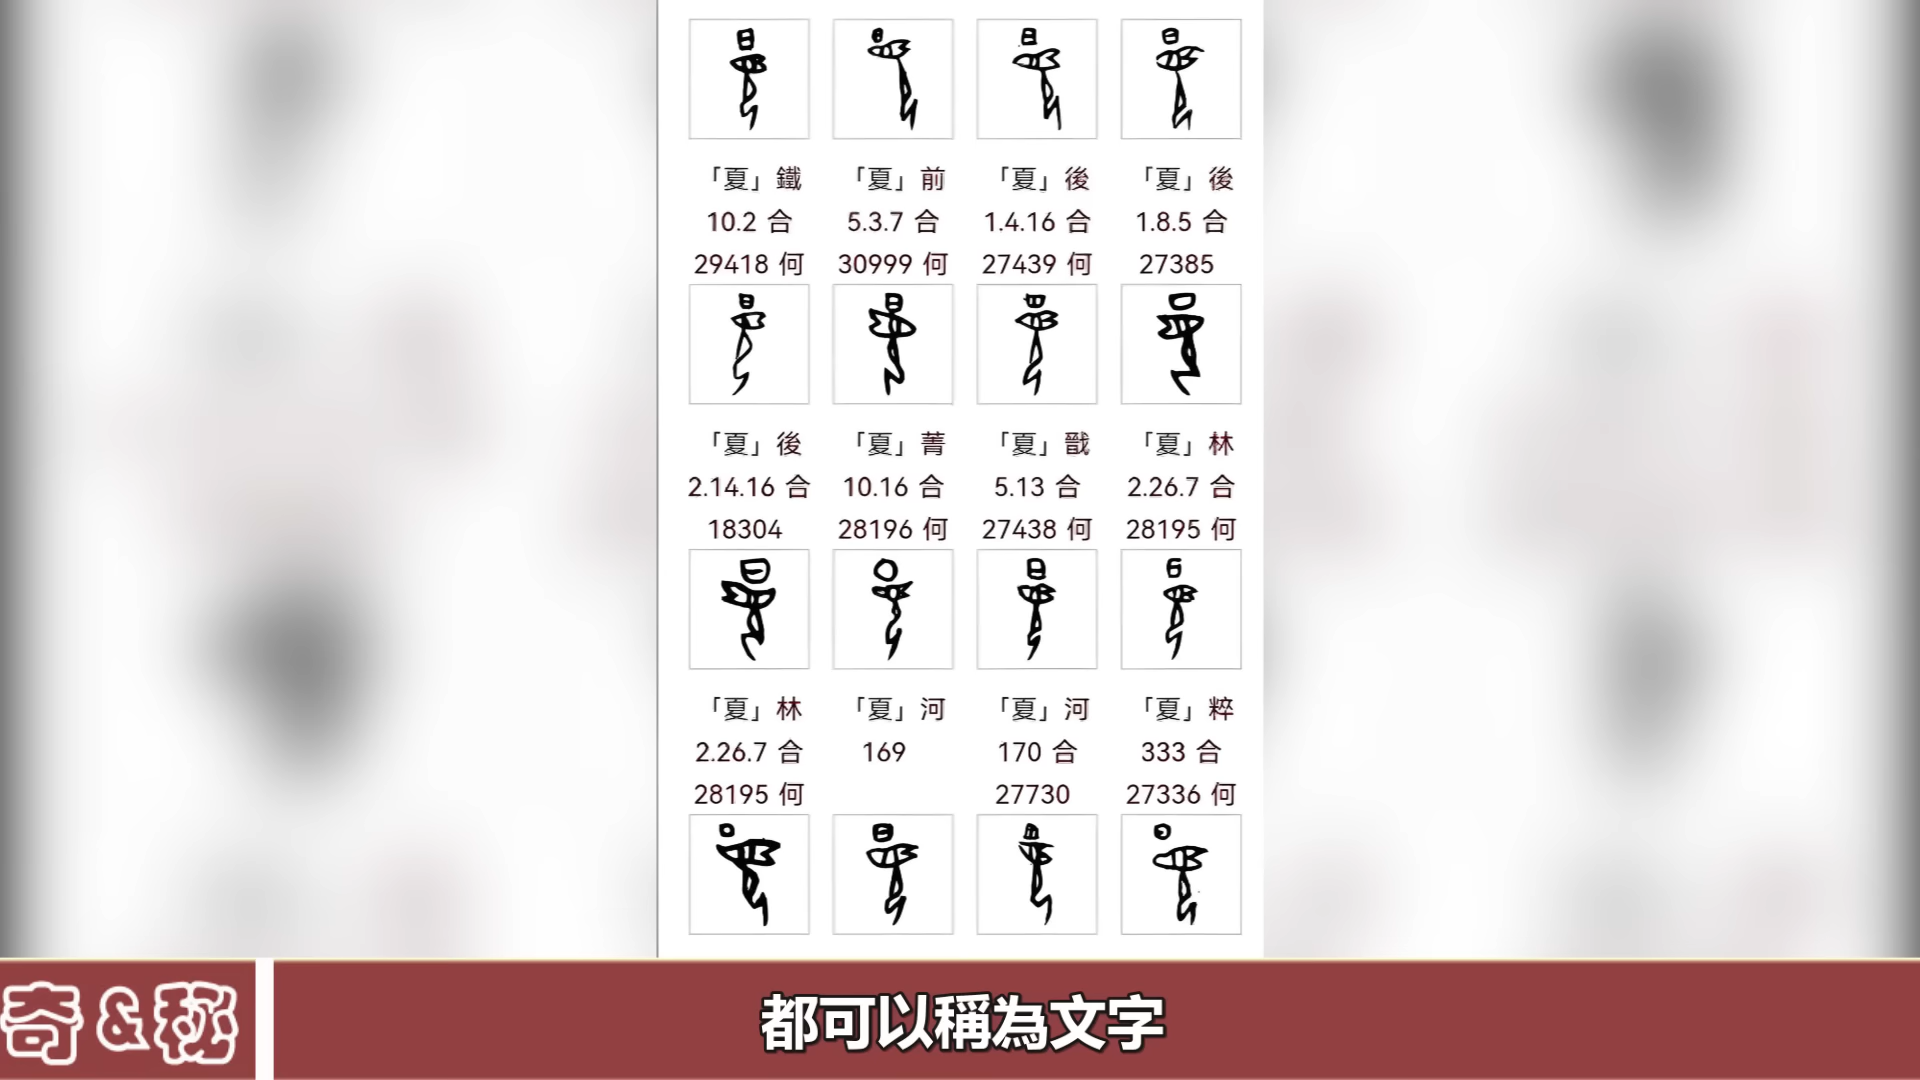 「夏」鐵 「夏」前 「夏」後 「夏」後
10.2 合 5.3.7 合 1.4.16 合 1.8.5 合
29418 何 30999 何 27439 何 27385
「夏」後 「夏」菁 「夏」戩 「夏」林
2.14.16 合 10.16 合 5.13 合 2.26.7 合
18304 28196 何 27438 何 28195 何
「夏」林 「夏」河 「夏」河 「夏」粹
2.26.7 合 169 170 合 333 合
28195 何 27730 27336 何
奇&秘
都可以稱為文字